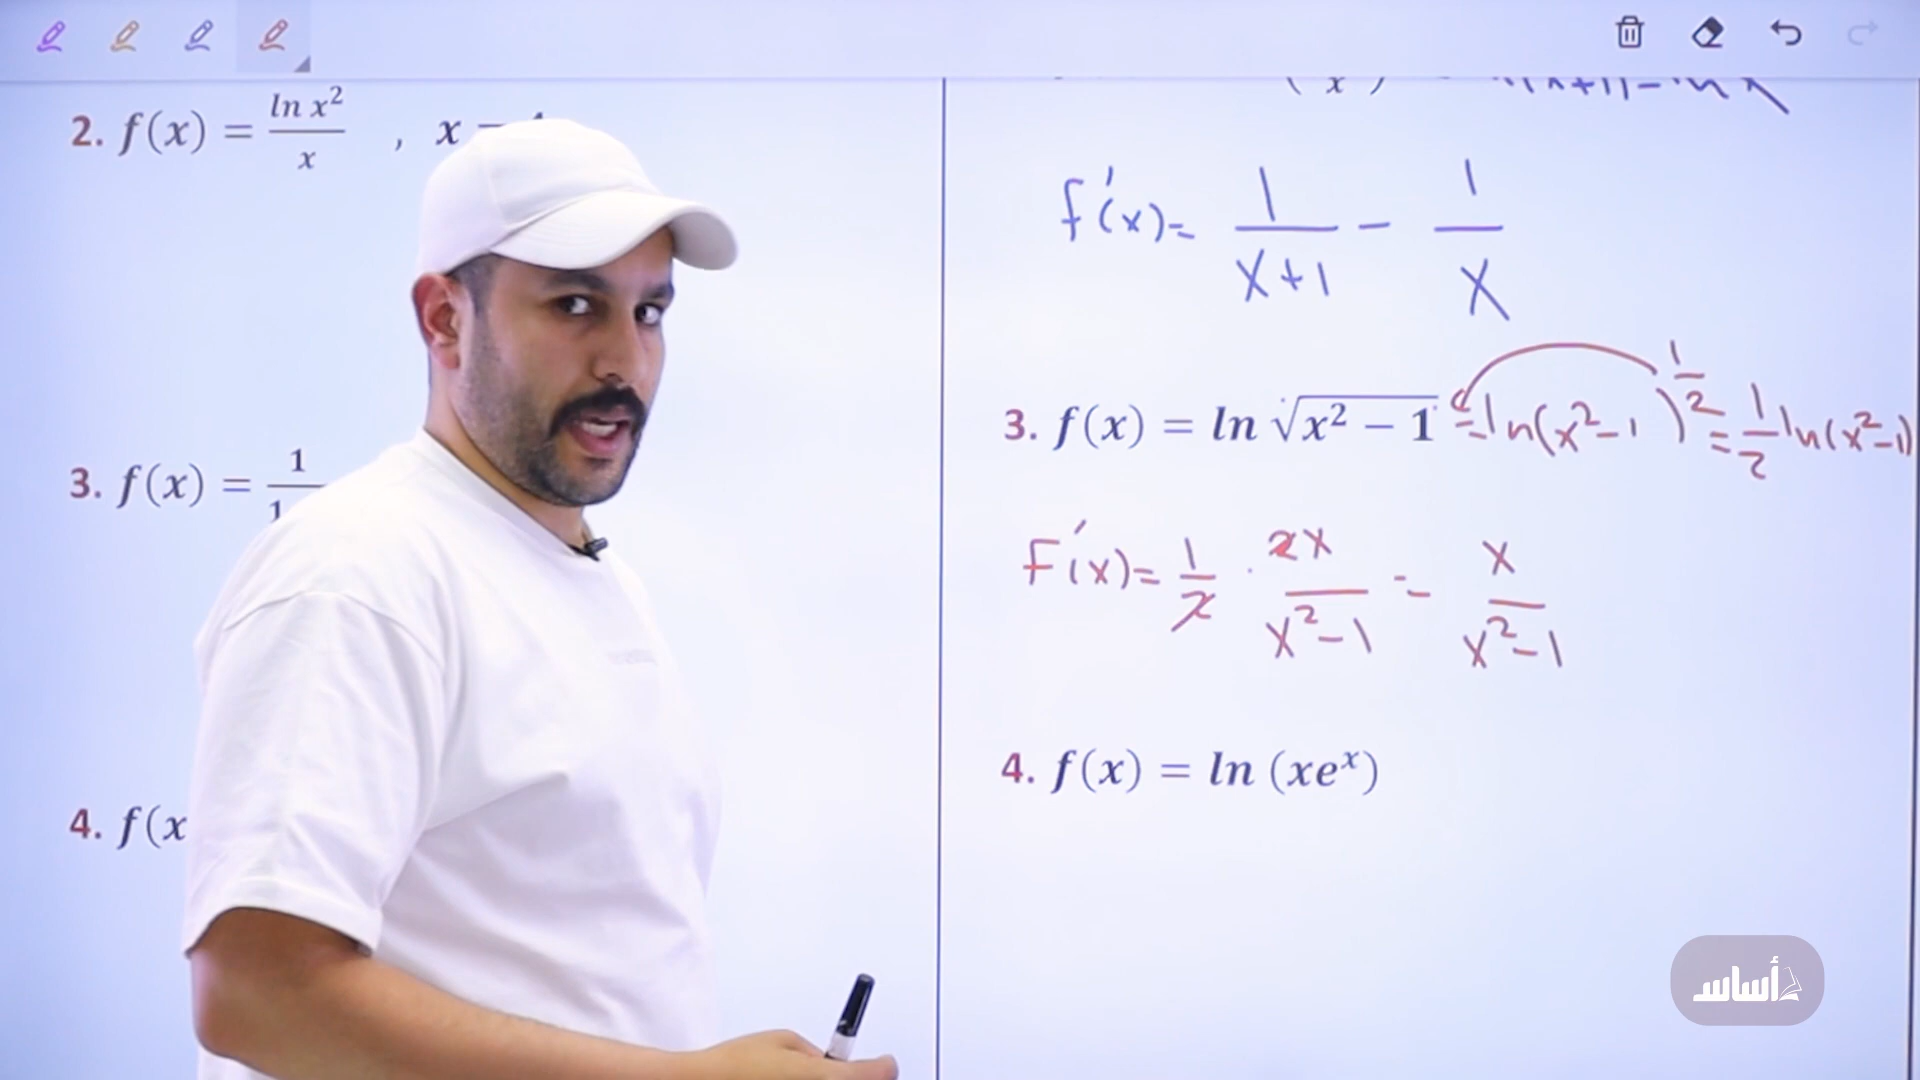 2. f(x) = ln x² / x , x =
3. f(x) = 1 /
4. f(x
f'(x) = 1/(x+1) - 1/x
3. f(x) = ln √(x² − 1) = ln(x²-1)^(1/2) = 1/2 ln(x²-1)
F'(x) = 1/2 · 2x/(x²-1) = x/(x²-1)
4. f(x) = ln (xeˣ)
أساس